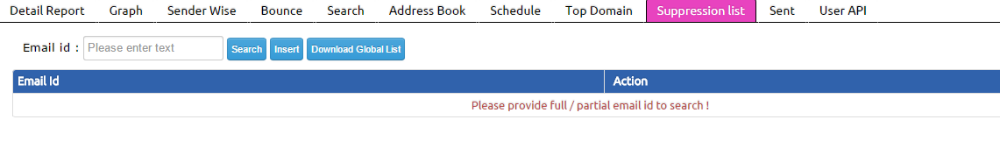 Detail Report Graph Sender Wise Bounce Search Address Book Schedule Top Domain Suppression list Sent User API
Email id : Please enter text Search Insert Download Global List
Email Id Action
Please provide full / partial email id to search !